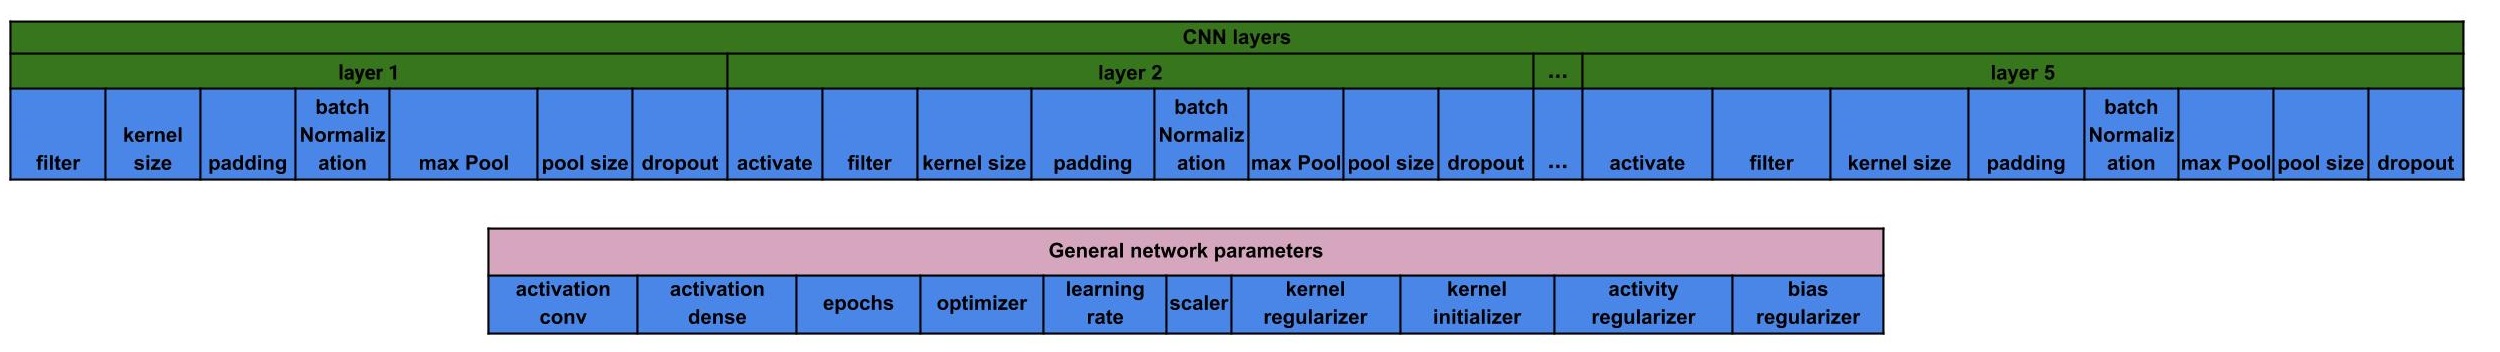 CNN layers
layer 1 layer 2 ... layer 5
filter kernel size padding batch Normalization max Pool pool size dropout activate filter kernel size padding batch Normalization max Pool pool size dropout ... activate filter kernel size padding batch Normalization max Pool pool size dropout
General network parameters
activation conv activation dense epochs optimizer learning rate scaler kernel regularizer kernel initializer activity regularizer bias regularizer